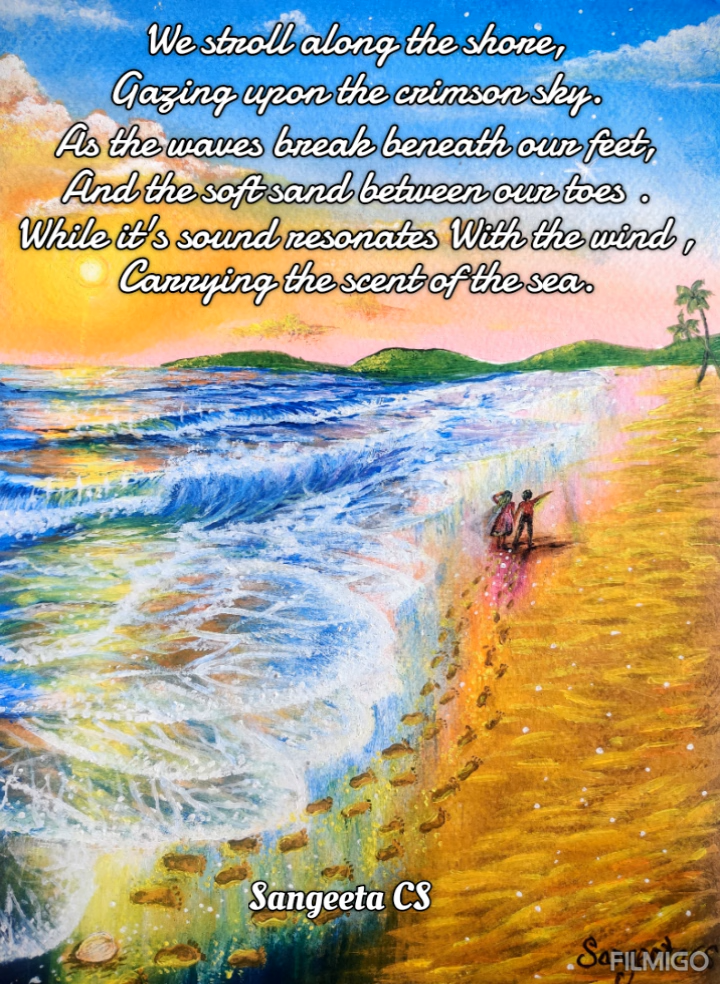 We stroll along the shore,
Gazing upon the crimson sky.
As the waves break beneath our feet,
And the soft sand between our toes .
While it's sound resonates With the wind ,
Carrying the scent of the sea.
Sangeeta CS
FILMIGO